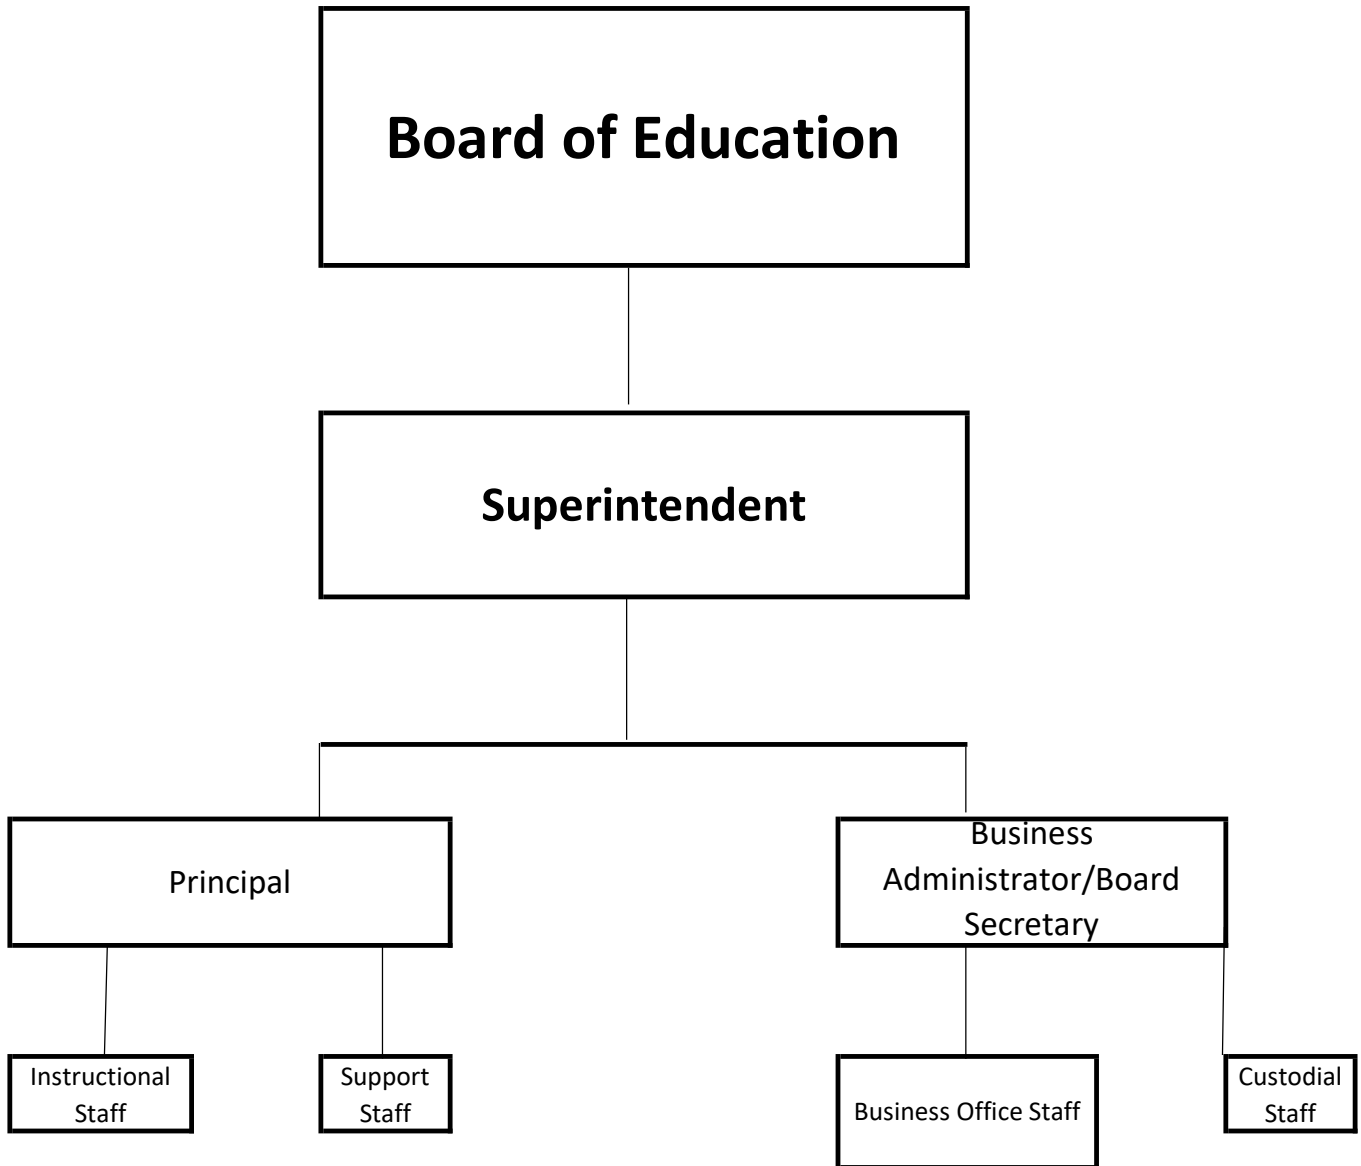 Board of Education
Superintendent
Principal
Business
Administrator/Board
Secretary
Instructional
Staff
Support
Staff
Business Office Staff
Custodial
Staff